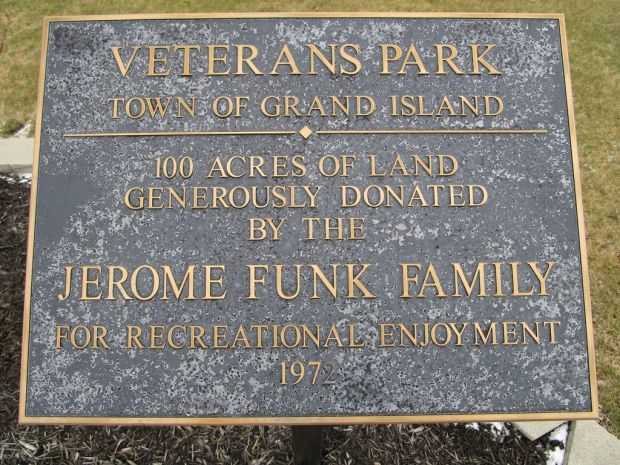 VETERANS PARK
TOWN OF GRAND ISLAND
100 ACRES OF LAND
GENEROUSLY DONATED
BY THE
JEROME FUNK FAMILY
FOR RECREATIONAL ENJOYMENT
1972